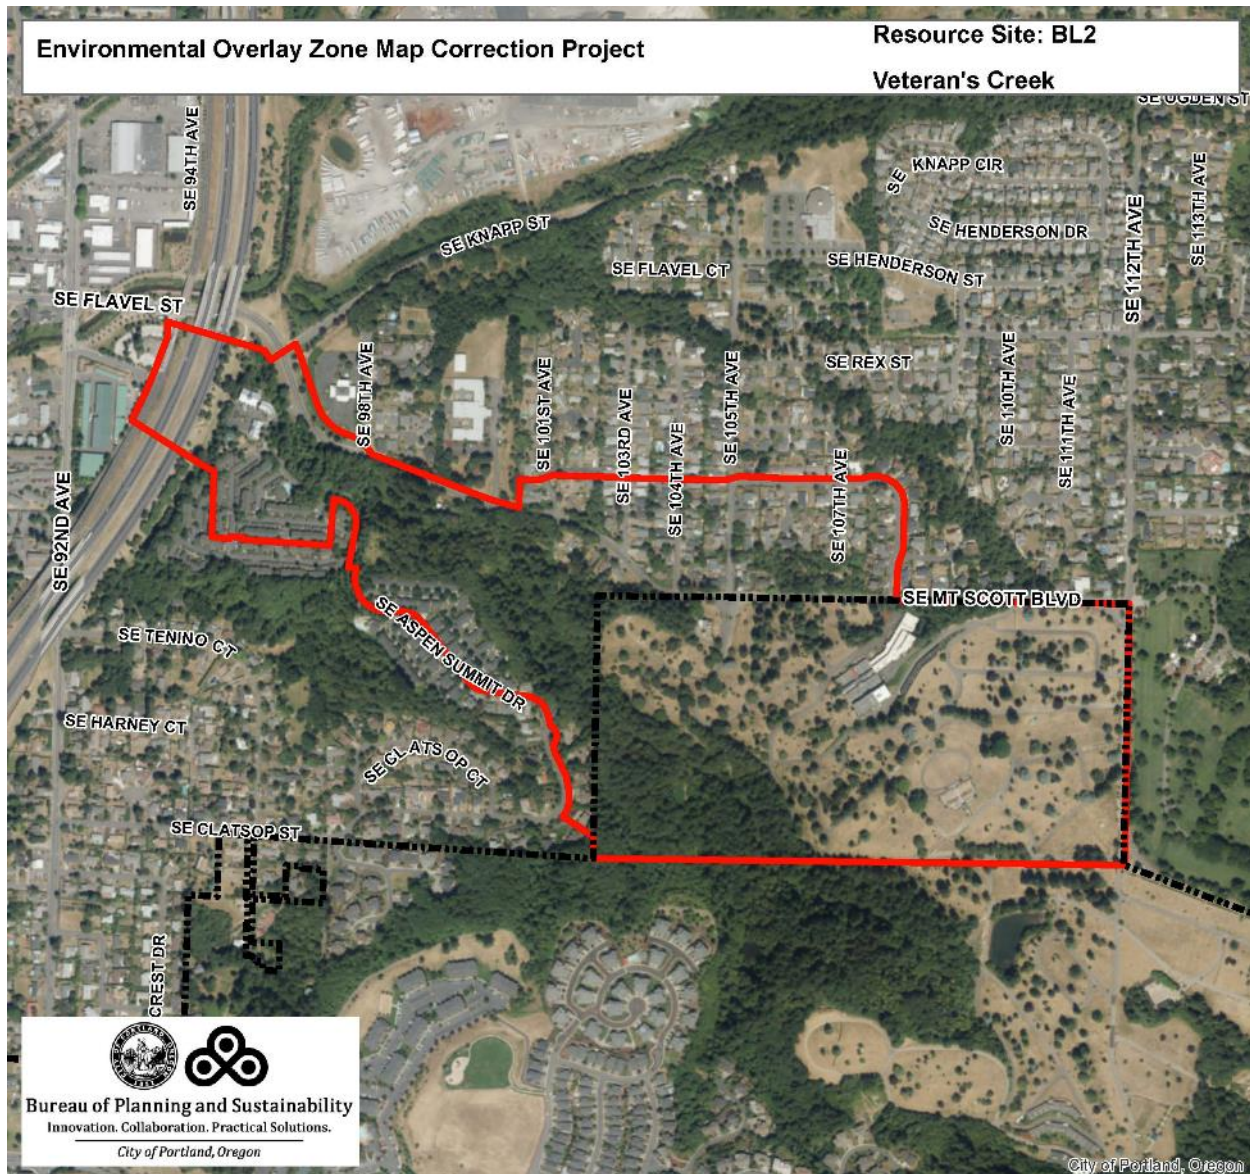 Environmental Overlay Zone Map Correction Project
Resource Site: BL2
Veteran's Creek
SE OGDEN ST
SE 94TH AVE
SE KNAPP CIR
SE 113TH AVE
SE 112TH AVE
SE HENDERSON DR
SE KNAPP ST
SE FLAVEL CT
SE HENDERSON ST
SE FLAVEL ST
SE 98TH AVE
SE 101ST AVE
SE 103RD AVE
SE 104TH AVE
SE 105TH AVE
SE REX ST
SE 107TH AVE
SE 110TH AVE
SE 111TH AVE
SE 92ND AVE
SE MT SCOTT BLVD
SE TENINO CT
SE ASPEN SUMMIT DR
SE HARNEY CT
SE CLATSOP CT
SE CLATSOP ST
CREST DR
CITY OF PORTLAND, OREGON
1851
Bureau of Planning and Sustainability
Innovation. Collaboration. Practical Solutions.
City of Portland, Oregon
City of Portland, Oregon